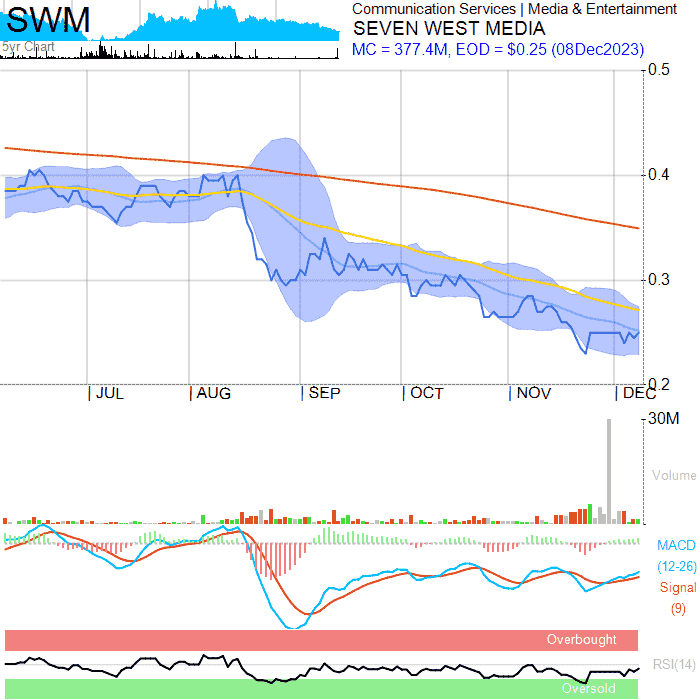 SWM
5yr Chart
Communication Services | Media & Entertainment
SEVEN WEST MEDIA
MC = 377.4M, EOD = $0.25 (08Dec2023)
0.5
0.4
0.3
0.2
JUL AUG SEP OCT NOV DEC
30M
Volume
MACD
(12-26)
Signal
(9)
Overbought
RSI(14)
Oversold